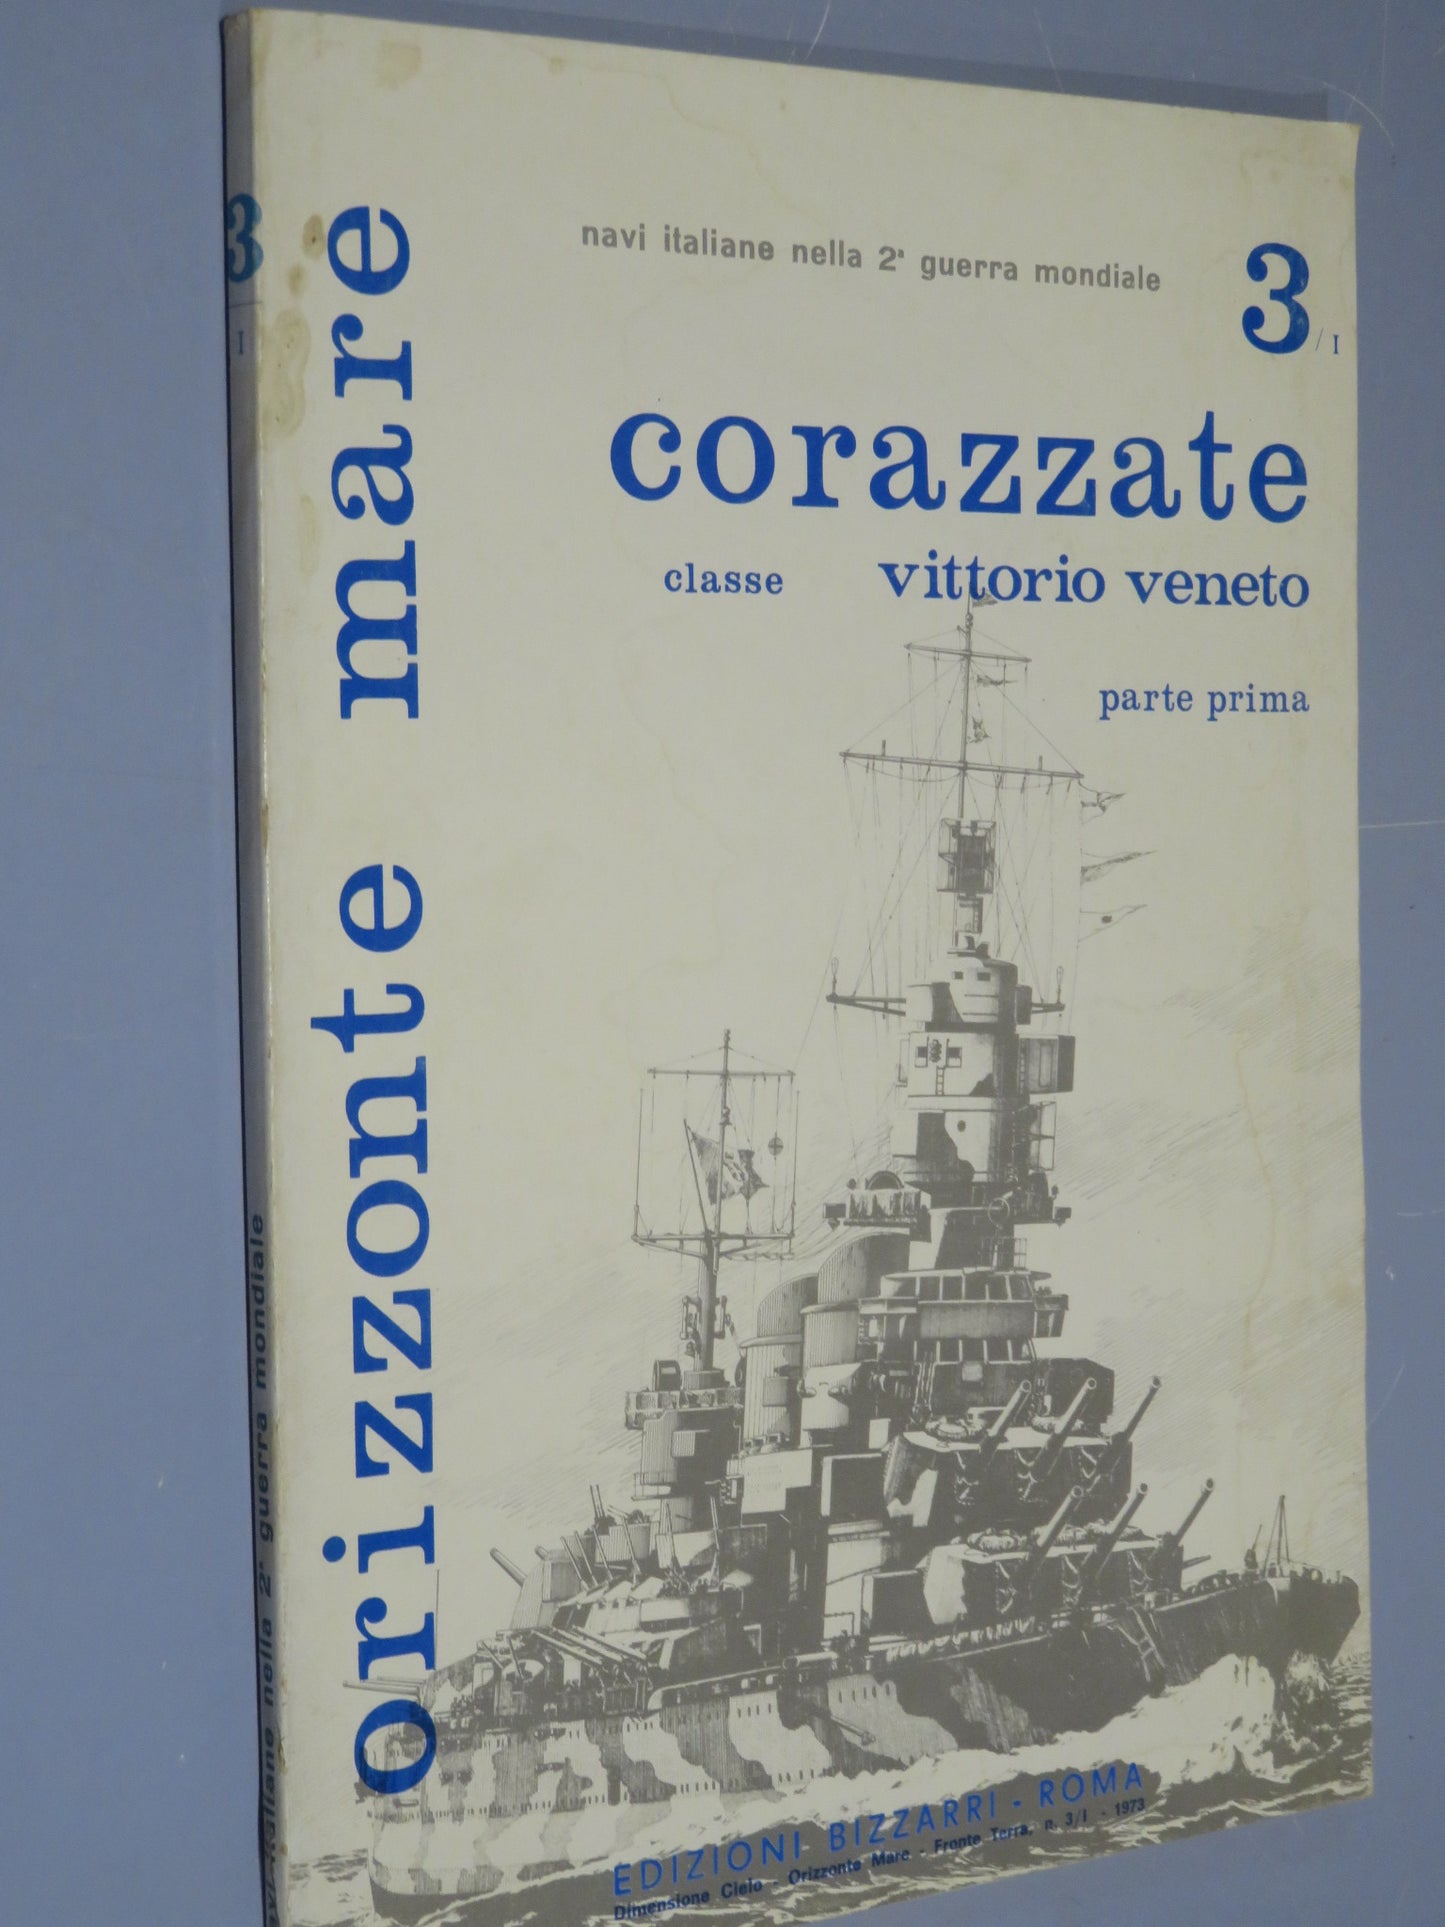 navi italiane nella 2ª guerra mondiale
3/I
corazzate
classe vittorio veneto
parte prima
orizzonte mare
EDIZIONI BIZZARRI - ROMA
Dimensione Cielo - Orizzonte Mare - Fronte Terra, n. 3/I - 1973
3
I
navi italiane nella 2ª guerra mondiale